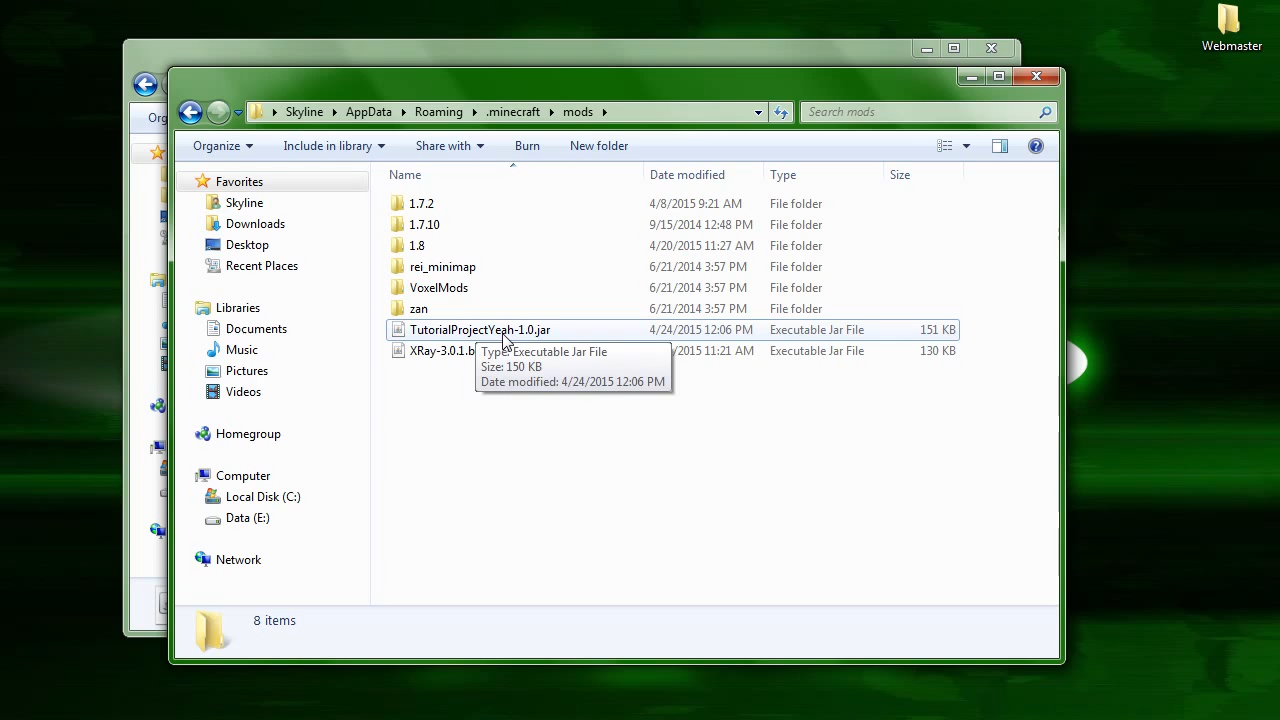 Webmaster
Org
Skyline AppData Roaming .minecraft mods
Search mods
Organize Include in library Share with Burn New folder
Name Date modified Type Size
Favorites
Skyline
Downloads
Desktop
Recent Places
Libraries
Documents
Music
Pictures
Videos
Homegroup
Computer
Local Disk (C:)
Data (E:)
Network
1.7.2 4/8/2015 9:21 AM File folder
1.7.10 9/15/2014 12:48 PM File folder
1.8 4/20/2015 11:27 AM File folder
rei_minimap 6/21/2014 3:57 PM File folder
VoxelMods 6/21/2014 3:57 PM File folder
zan 6/21/2014 3:57 PM File folder
TutorialProjectYeah-1.0.jar 4/24/2015 12:06 PM Executable Jar File 151 KB
XRay-3.0.1.b /2015 11:21 AM Executable Jar File 130 KB
Type: Executable Jar File
Size: 150 KB
Date modified: 4/24/2015 12:06 PM
8 items